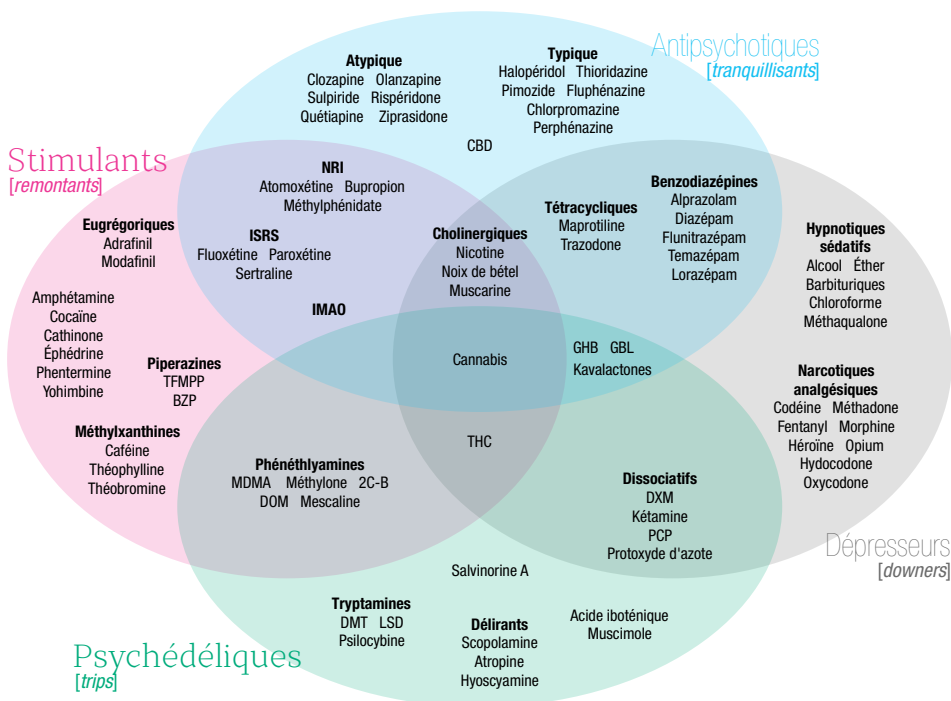 Antipsychotiques
[tranquillisants]
Atypique
Clozapine Olanzapine
Sulpiride Rispéridone
Quétiapine Ziprasidone
Typique
Halopéridol Thioridazine
Pimozide Fluphénazine
Chlorpromazine
Perphénazine
CBD
Stimulants
[remontants]
NRI
Atomoxétine Bupropion
Méthylphénidate
ISRS
Fluoxétine Paroxétine
Sertraline
IMAO
Eugrégoriques
Adrafinil
Modafinil
Amphétamine
Cocaïne
Cathinone
Éphédrine
Phentermine
Yohimbine
Piperazines
TFMPP
BZP
Méthylxanthines
Caféine
Théophylline
Théobromine
Cholinergiques
Nicotine
Noix de bétel
Muscarine
Tétracycliques
Maprotiline
Trazodone
Benzodiazépines
Alprazolam
Diazépam
Flunitrazépam
Temazépam
Lorazépam
Hypnotiques
sédatifs
Alcool Éther
Barbituriques
Chloroforme
Méthaqualone
Cannabis
GHB GBL
Kavalactones
Narcotiques
analgésiques
Codéine Méthadone
Fentanyl Morphine
Héroïne Opium
Hydocodone
Oxycodone
THC
Phénéthlyamines
MDMA Méthylone 2C-B
DOM Mescaline
Dissociatifs
DXM
Kétamine
PCP
Protoxyde d'azote
Dépresseurs
[downers]
Salvinorine A
Tryptamines
DMT LSD
Psilocybine
Délirants
Scopolamine
Atropine
Hyoscyamine
Acide iboténique
Muscimole
Psychédéliques
[trips]